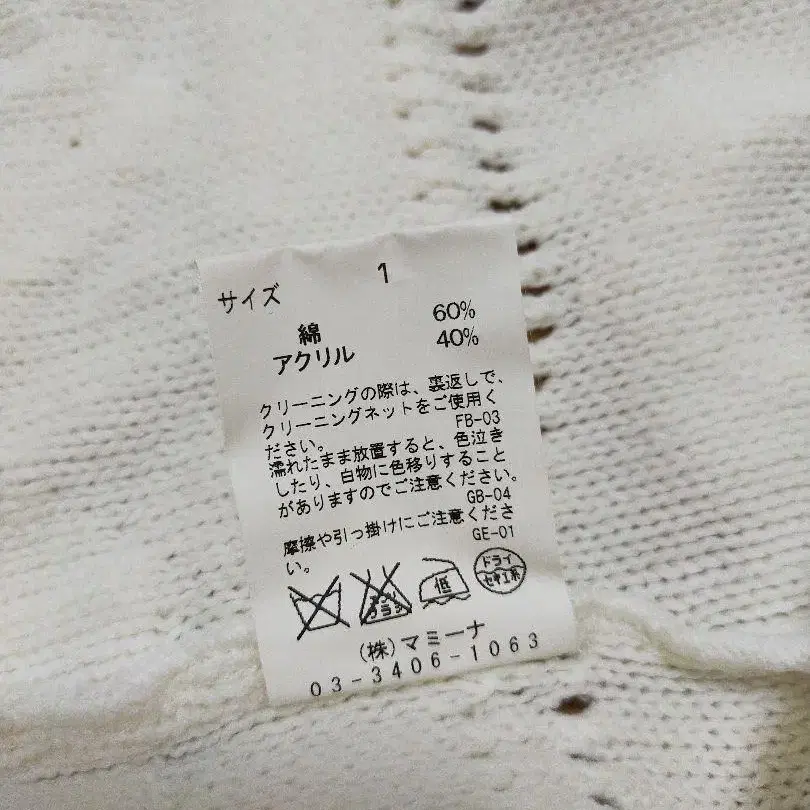 サイズ 1
綿 60%
アクリル 40%
クリーニングの際は、裏返しで、
クリーニングネットをご使用く
ださい。 FB-03
濡れたまま放置すると、色泣き
したり、白物に色移りすること
がありますのでご注意ください。
GB-04
摩擦や引っ掛けにご注意くださ
い。 GE-01
低
ドライ
セキユ系
(株)マミーナ
03-3406-1063